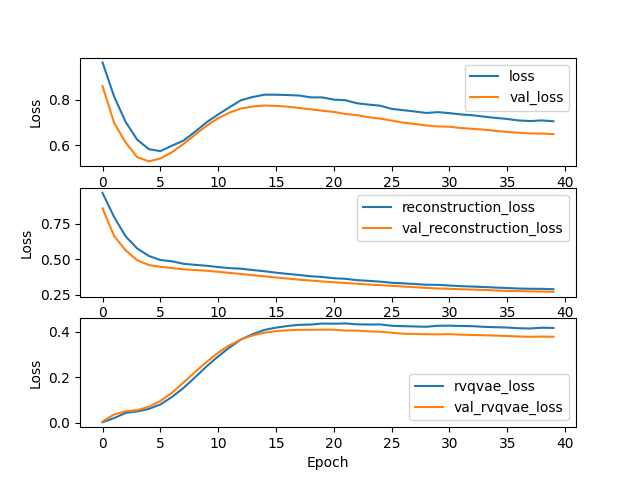 Loss
0.8
0.6
loss
val_loss
0 5 10 15 20 25 30 35 40
Loss
0.75
0.50
0.25
reconstruction_loss
val_reconstruction_loss
0 5 10 15 20 25 30 35 40
Loss
0.4
0.2
0.0
rvqvae_loss
val_rvqvae_loss
0 5 10 15 20 25 30 35 40
Epoch